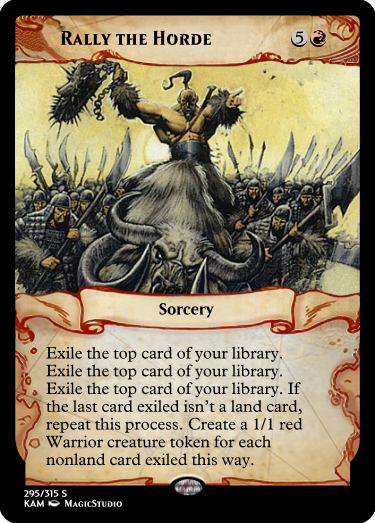 Rally the Horde
5
Sorcery
Exile the top card of your library.
Exile the top card of your library.
Exile the top card of your library. If
the last card exiled isn't a land card,
repeat this process. Create a 1/1 red
Warrior creature token for each
nonland card exiled this way.
295/315 S
KAM MagicStudio